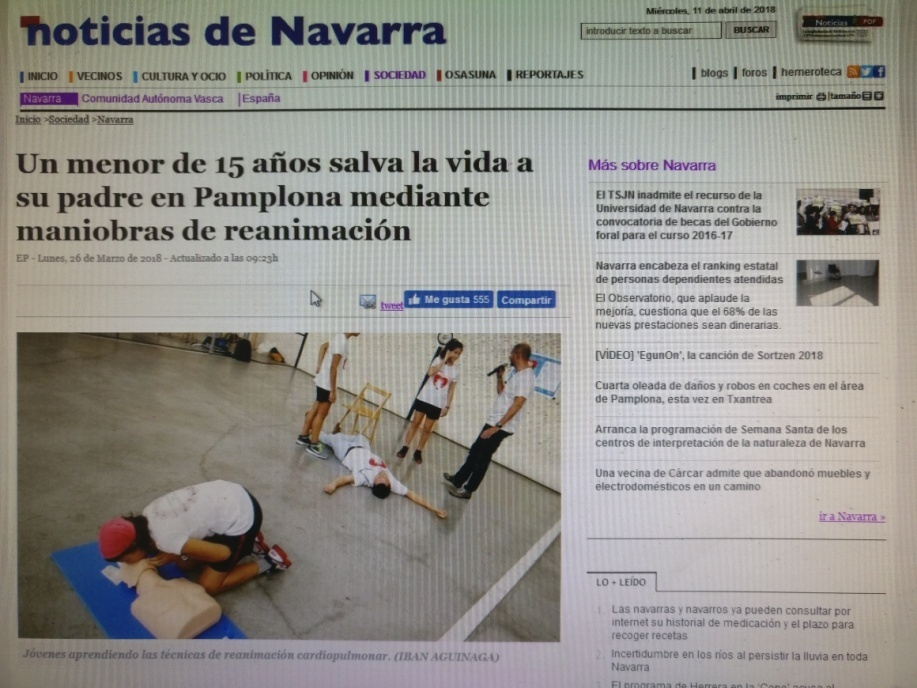 Miércoles, 11 de abril de 2018
noticias de Navarra
introducir texto a buscar
BUSCAR
Noticias
PDF
INICIO
VECINOS
CULTURA Y OCIO
POLÍTICA
OPINIÓN
SOCIEDAD
OSASUNA
REPORTAJES
blogs
foros
hemeroteca
Navarra
Comunidad Autónoma Vasca
España
imprimir
tamaño
Inicio >Sociedad >Navarra
Un menor de 15 años salva la vida a
su padre en Pamplona mediante
maniobras de reanimación
EP - Lunes, 26 de Marzo de 2018 - Actualizado a las 09:23h
tweet
Me gusta 555
Compartir
Jóvenes aprendiendo las técnicas de reanimación cardiopulmonar. (IBAN AGUINAGA)
Más sobre Navarra
El TSJN inadmite el recurso de la
Universidad de Navarra contra la
convocatoria de becas del Gobierno
foral para el curso 2016-17
Navarra encabeza el ranking estatal
de personas dependientes atendidas
El Observatorio, que aplaude la
mejoría, cuestiona que el 68% de las
nuevas prestaciones sean dinerarias.
[VÍDEO] 'EgunOn', la canción de Sortzen 2018
Cuarta oleada de daños y robos en coches en el área
de Pamplona, esta vez en Txantrea
Arranca la programación de Semana Santa de los
centros de interpretación de la naturaleza de Navarra
Una vecina de Cárcar admite que abandonó muebles y
electrodomésticos en un camino
ir a Navarra »
LO + LEÍDO
1. Las navarras y navarros ya pueden consultar por
internet su historial de medicación y el plazo para
recoger recetas
2. Incertidumbre en los ríos al persistir la lluvia en toda
Navarra
El programa de Herrera en la 'Cope'